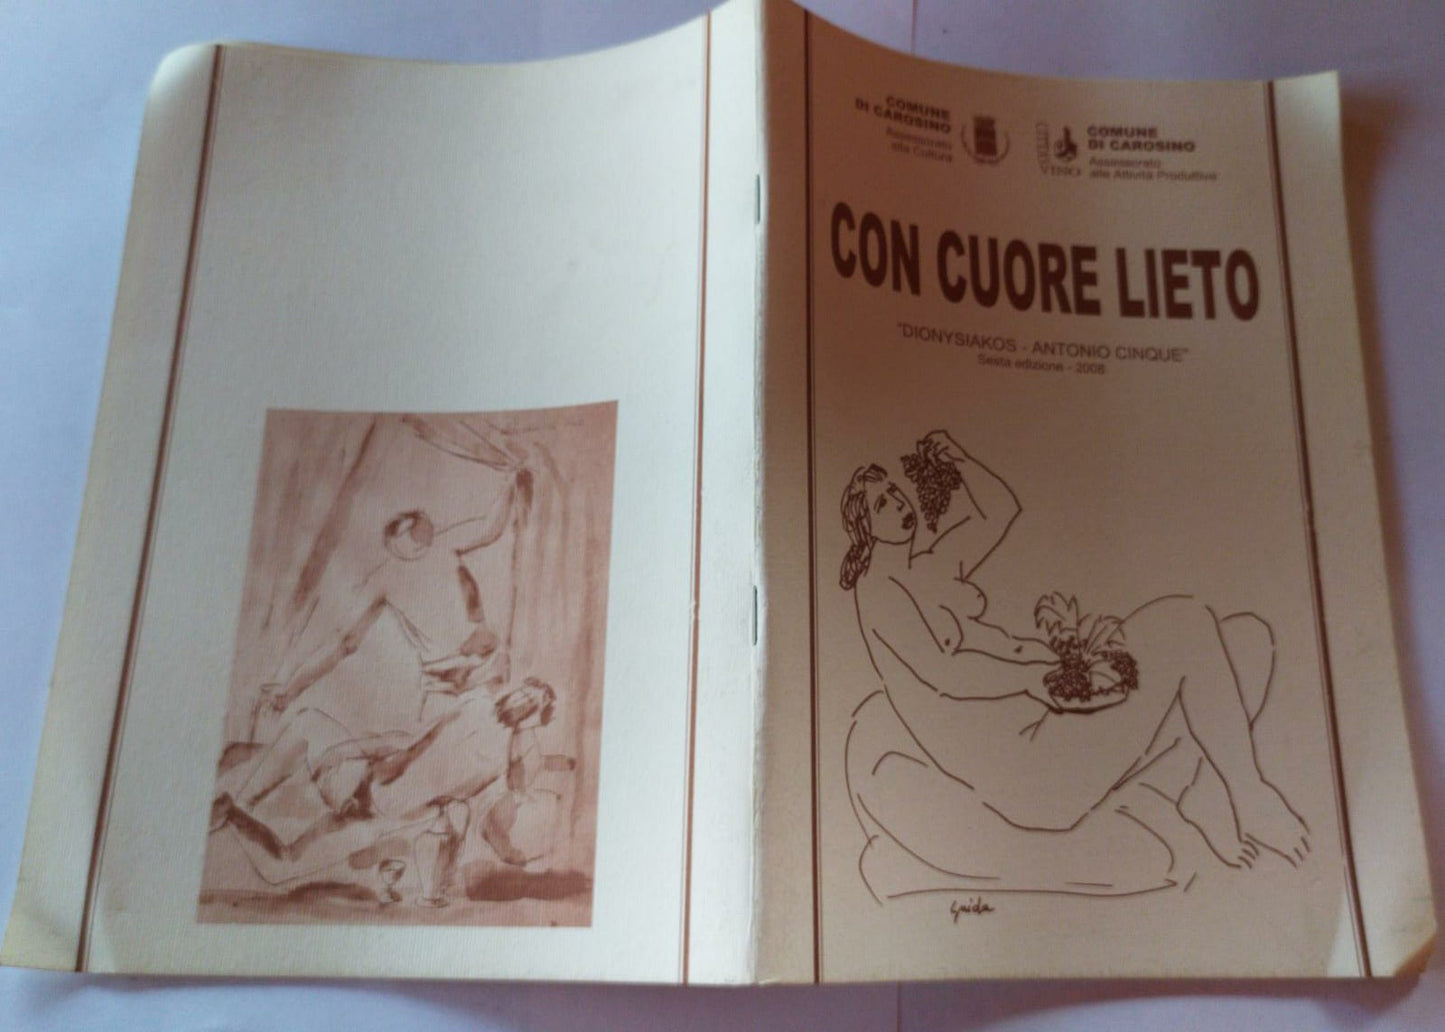 COMUNE
DI CAROSINO
Assessorato
alla Cultura
VINO
COMUNE
DI CAROSINO
Assessorato
alle Attività Produttive
CON CUORE LIETO
"DIONYSIAKOS - ANTONIO CINQUE"
Sesta edizione - 2008
Guida